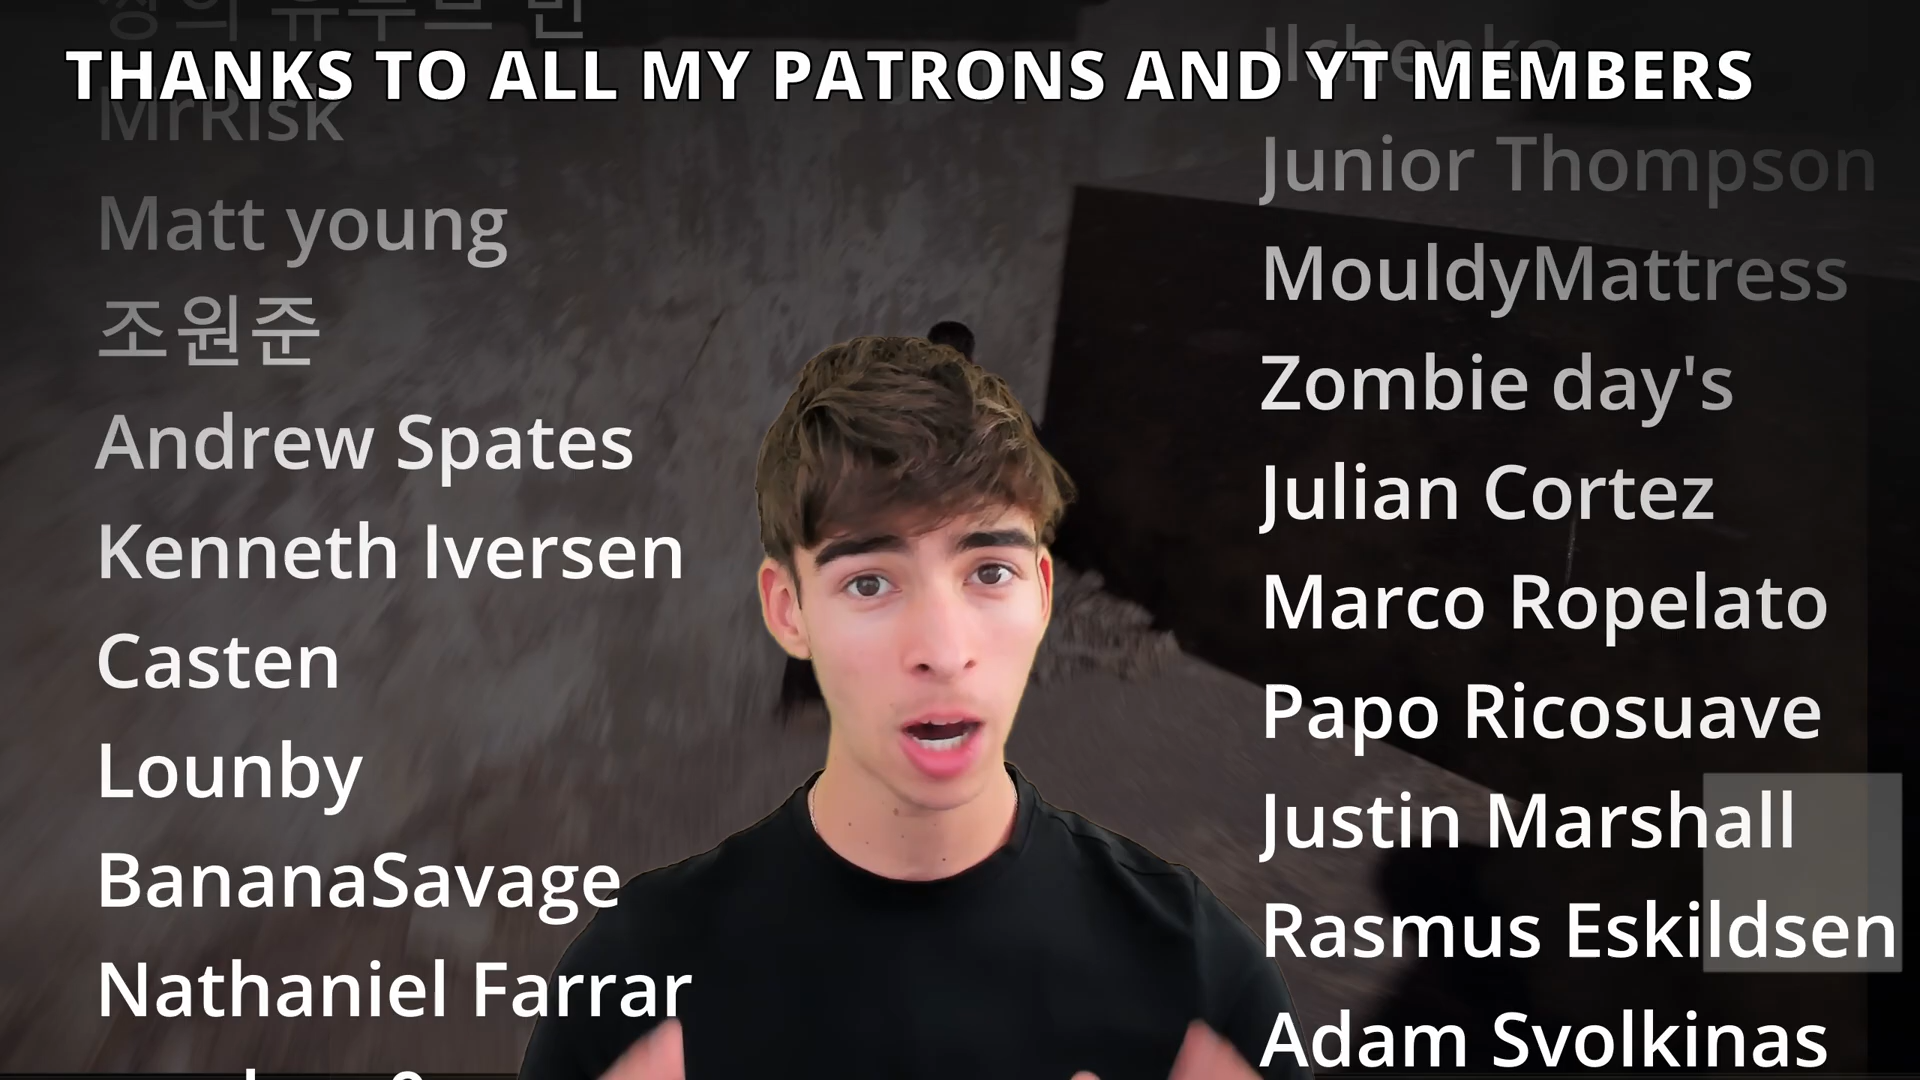 THANKS TO ALL MY PATRONS AND YT MEMBERS
MrRisk
Matt young
조원준
Andrew Spates
Kenneth Iversen
Casten
Lounby
BananaSavage
Nathaniel Farrar
Ilchenko
Junior Thompson
MouldyMattress
Zombie day's
Julian Cortez
Marco Ropelato
Papo Ricosuave
Justin Marshall
Rasmus Eskildsen
Adam Svolkinas